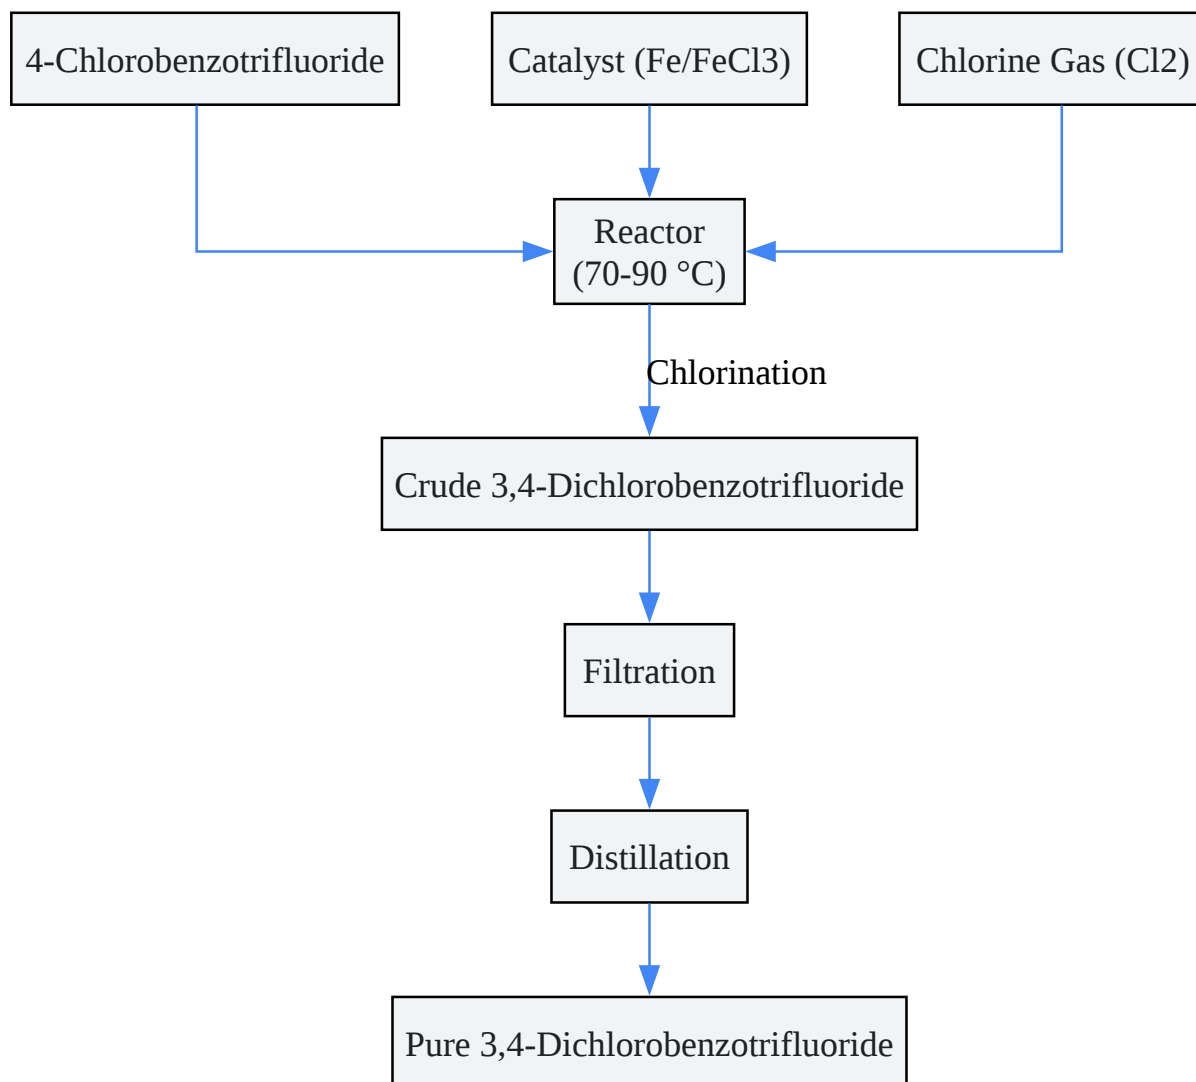 4-Chlorobenzotrifluoride
Catalyst (Fe/FeCl3)
Chlorine Gas (Cl2)
Reactor
(70-90 °C)
Chlorination
Crude 3,4-Dichlorobenzotrifluoride
Filtration
Distillation
Pure 3,4-Dichlorobenzotrifluoride